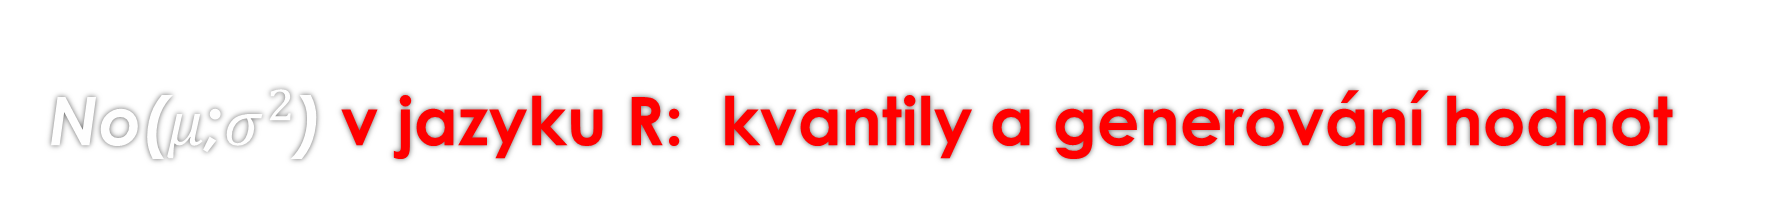 No(μ;σ²) v jazyku R: kvantily a generování hodnot